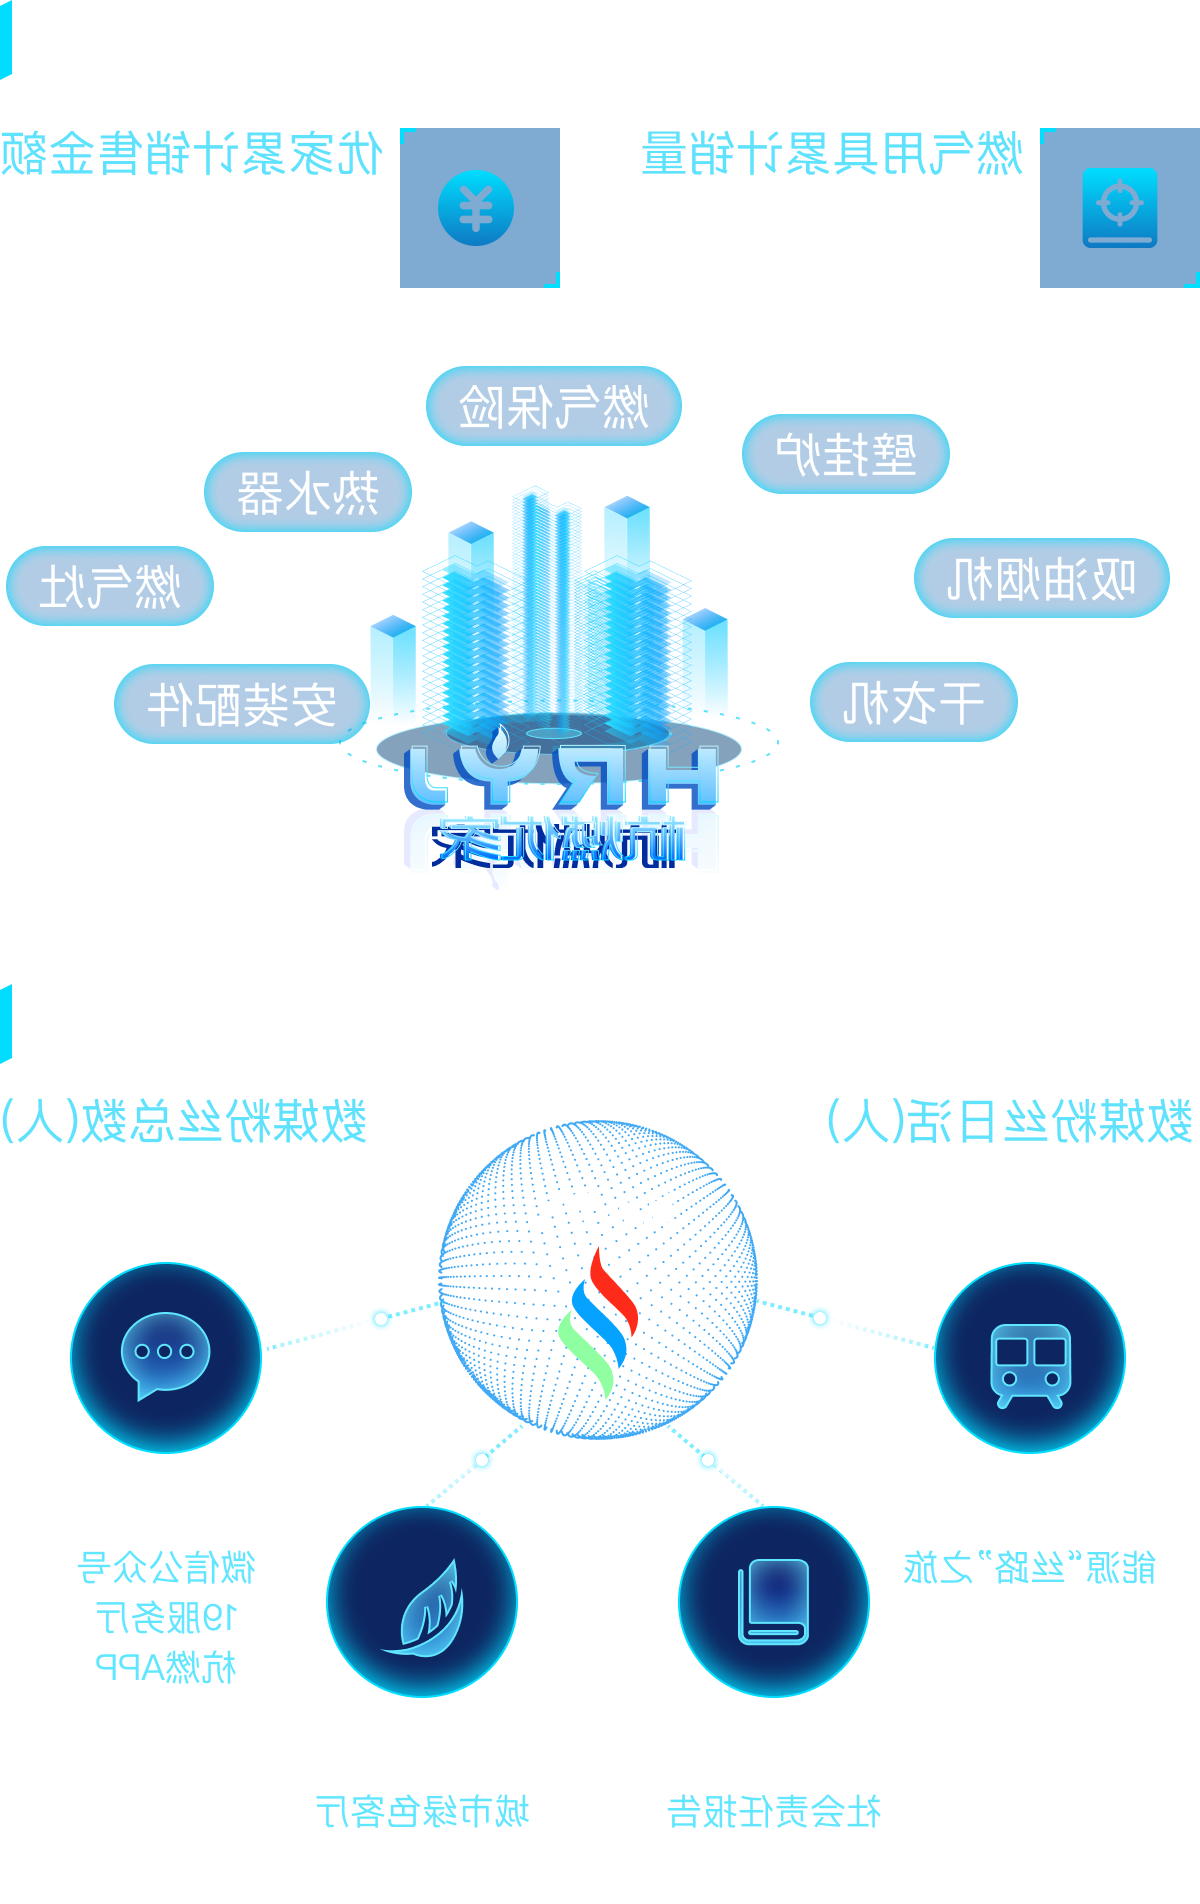 燃气用具累计销量
优家累计销售金额
燃气保险
壁挂炉
热水器
吸油烟机
燃气灶
干衣机
安装配件
HRYJ
杭燃优家
数媒粉丝日活(人)
数媒粉丝总数(人)
能源“丝路”之旅
微信公众号
19服务厅
杭燃APP
社会责任报告
城市绿色客厅